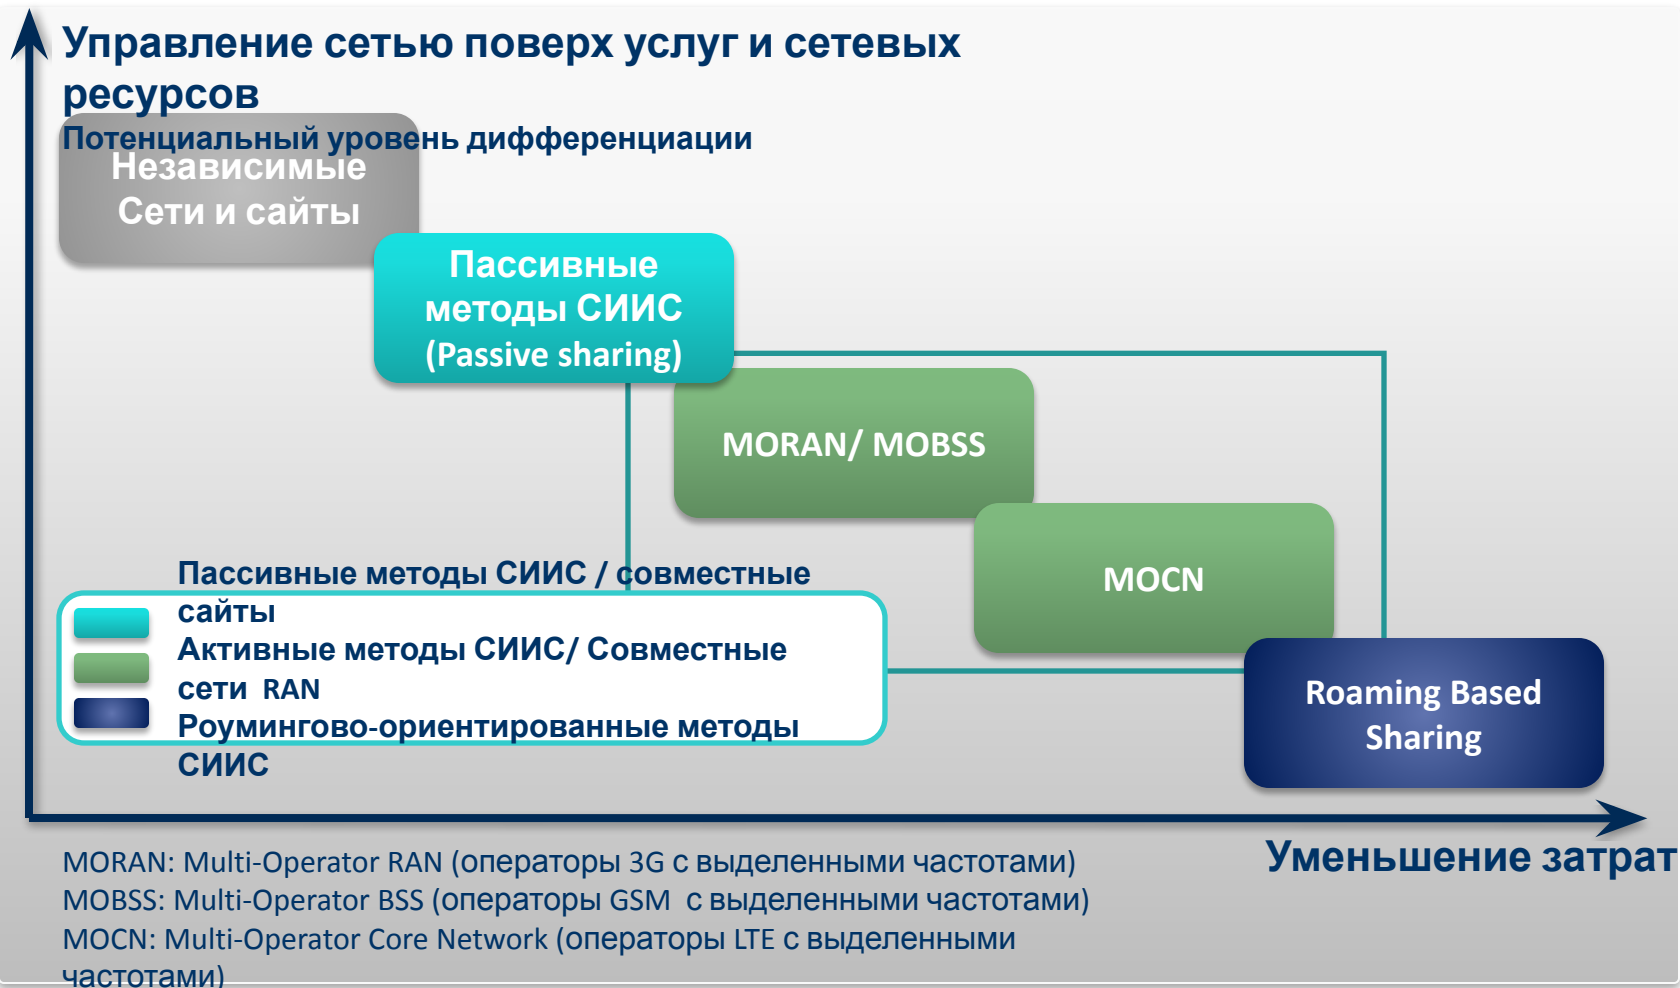 Управление сетью поверх услуг и сетевых
ресурсов
Потенциальный уровень дифференциации
Независимые
Сети и сайты
Пассивные
методы СИИС
(Passive sharing)
MORAN/ MOBSS
MOCN
Roaming Based
Sharing
Пассивные методы СИИС / совместные
сайты
Активные методы СИИС/ Совместные
сети RAN
Роумингово-ориентированные методы
СИИС
Уменьшение затрат
MORAN: Multi-Operator RAN (операторы 3G с выделенными частотами)
MOBSS: Multi-Operator BSS (операторы GSM с выделенными частотами)
MOCN: Multi-Operator Core Network (операторы LTE с выделенными
частотами)